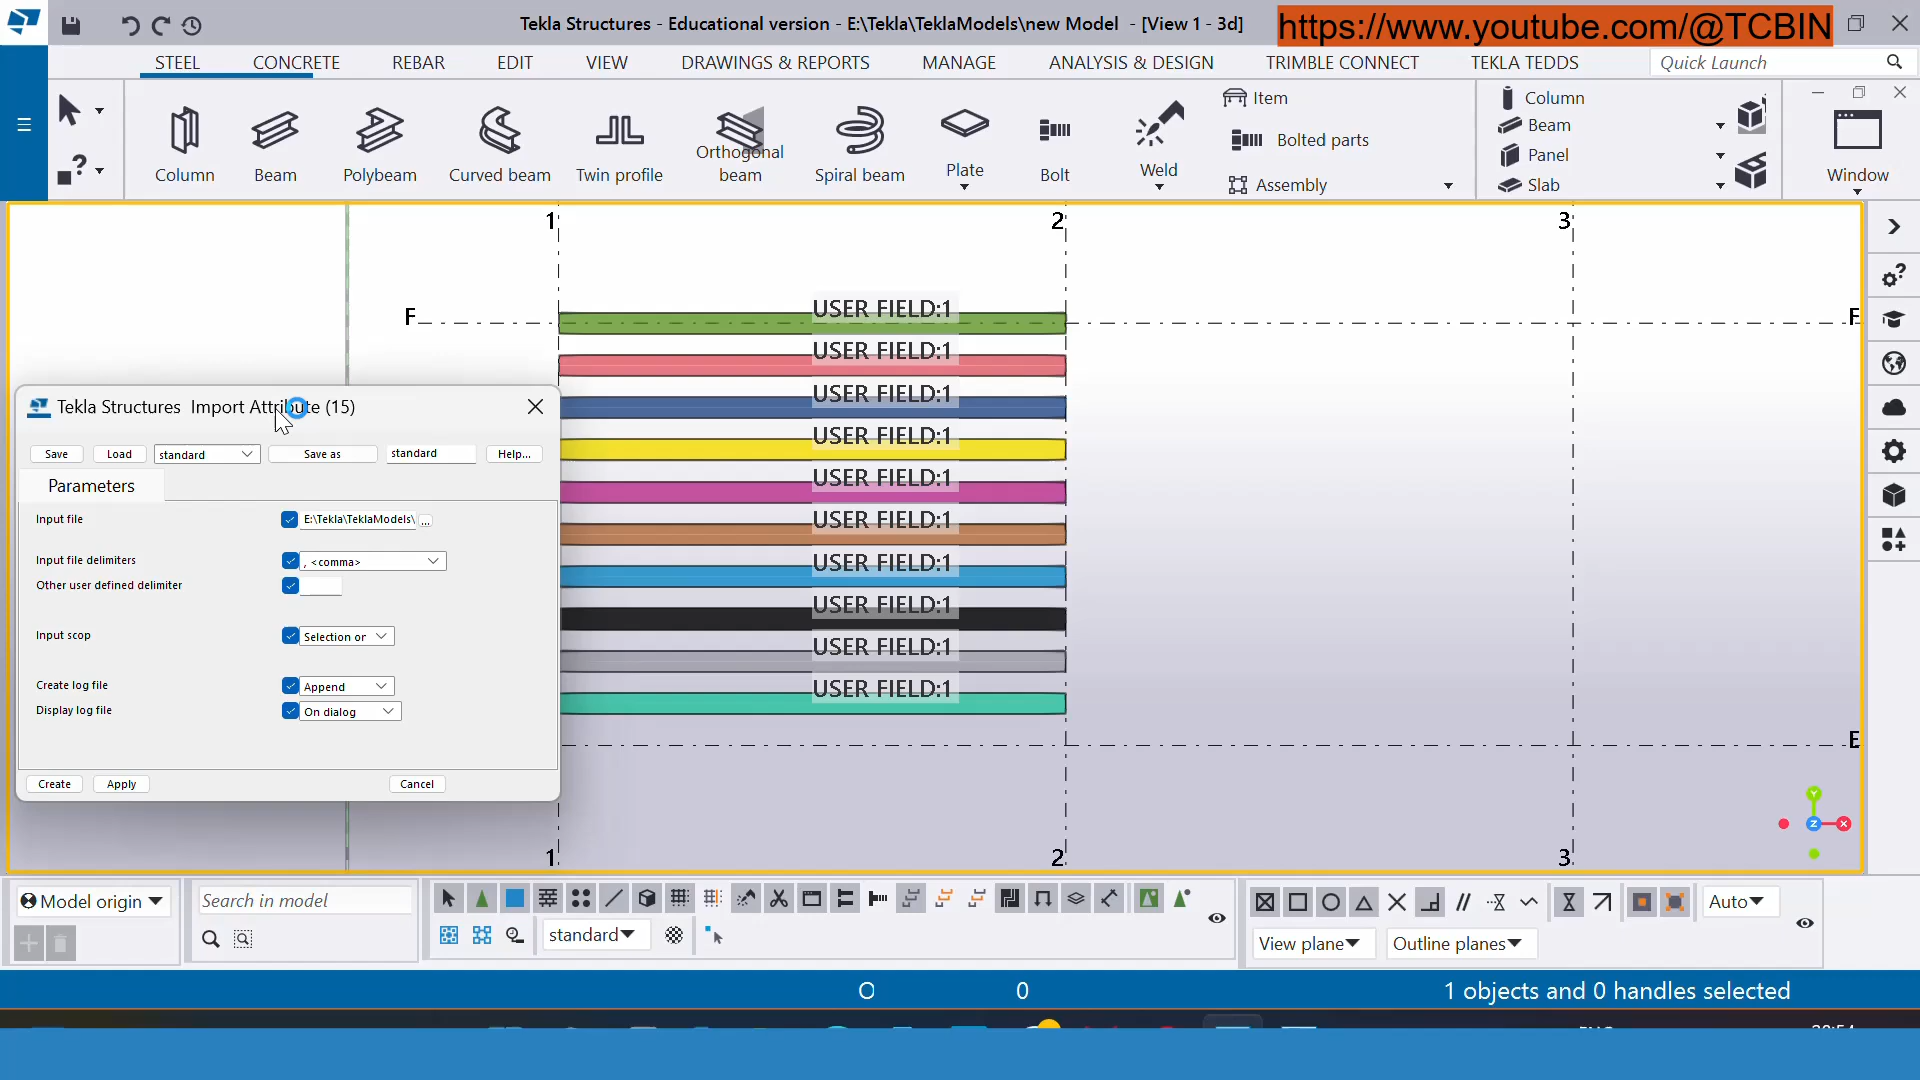 Tekla Structures - Educational version - E:\Tekla\TeklaModels\new Model - [View 1 - 3d]
https://www.youtube.com/@TCBIN
STEEL CONCRETE REBAR EDIT VIEW DRAWINGS & REPORTS MANAGE ANALYSIS & DESIGN TRIMBLE CONNECT TEKLA TEDDS Quick Launch
Column
Beam
Polybeam
Curved beam
Twin profile
Orthogonal
beam
Spiral beam
Plate
Bolt
Weld
Item
Bolted parts
Assembly
Column
Beam
Panel
Slab
Window
1 2 3
F F
USER FIELD:1
USER FIELD:1
USER FIELD:1
USER FIELD:1
USER FIELD:1
USER FIELD:1
USER FIELD:1
USER FIELD:1
USER FIELD:1
USER FIELD:1
E
1 2 3
Tekla Structures Import Attribute (15)
Save Load standard Save as standard Help...
Parameters
Input file E:\Tekla\TeklaModels\ ...
Input file delimiters , <comma>
Other user defined delimiter
Input scop Selection or
Create log file Append
Display log file On dialog
Create Apply Cancel
Y
Z X
Model origin
Search in model
standard
Auto
View plane Outline planes
O 0 1 objects and 0 handles selected